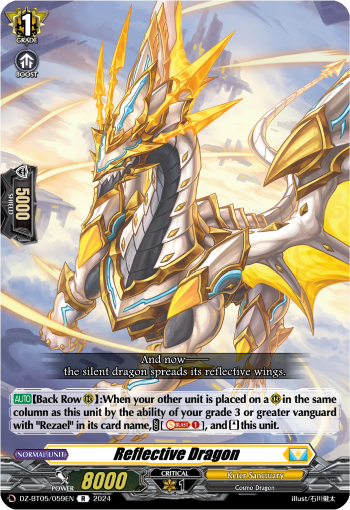 1
GRADE
BOOST
5000
SHIELD
And now——
the silent dragon spreads its reflective wings.
AUTO【Back Row Ⓡ】:When your other unit is placed on a Ⓡ in the same
column as this unit by the ability of your grade 3 or greater vanguard
with "Rezael" in its card name, [SOUL BLAST 1], and [↑] this unit.
NORMAL UNIT
Reflective Dragon
POWER 8000
CRITICAL
1
Keter Sanctuary
Cosmo Dragon
DZ-BT05/059EN R 2024
illust/石川健太